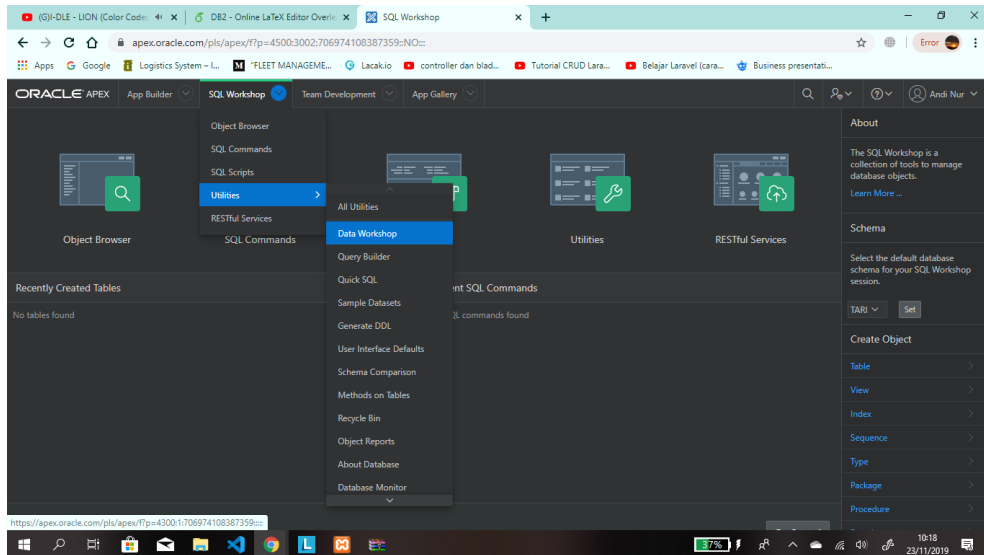 (G)I-DLE - LION (Color Code
DB2 - Online LaTeX Editor Overle
SQL Workshop
apex.oracle.com/pls/apex/f?p=4500:3002:706974108387359::NO:::
Error
Apps
Google
Logistics System – I...
"FLEET MANAGEME...
Lacak.io
controller dan blad...
Tutorial CRUD Lara...
Belajar Laravel (cara...
Business presentati...
ORACLE APEX
App Builder
SQL Workshop
Team Development
App Gallery
Andi Nur
Object Browser
SQL Commands
SQL Scripts
Utilities
RESTful Services
All Utilities
Data Workshop
Query Builder
Quick SQL
Sample Datasets
Generate DDL
User Interface Defaults
Schema Comparison
Methods on Tables
Recycle Bin
Object Reports
About Database
Database Monitor
Object Browser
SQL Commands
Utilities
RESTful Services
Recently Created Tables
No tables found
ent SQL Commands
QL commands found
About
The SQL Workshop is a
collection of tools to manage
database objects.
Learn More ...
Schema
Select the default database
schema for your SQL Workshop
session.
TARI
Set
Create Object
Table
View
Index
Sequence
Type
Package
Procedure
https://apex.oracle.com/pls/apex/f?p=4300:1:706974108387359:::::
37%
10:18
23/11/2019